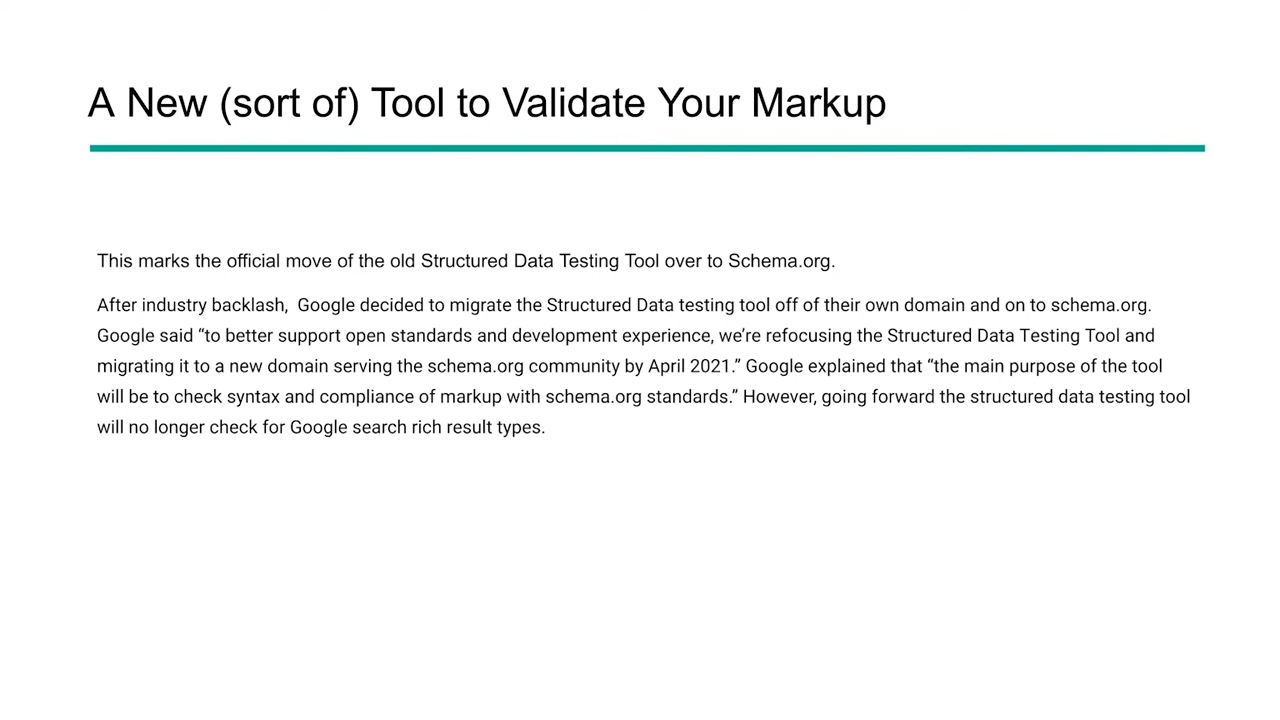 A New (sort of) Tool to Validate Your Markup
This marks the official move of the old Structured Data Testing Tool over to Schema.org.
After industry backlash,  Google decided to migrate the Structured Data testing tool off of their own domain and on to schema.org.
Google said “to better support open standards and development experience, we’re refocusing the Structured Data Testing Tool and
migrating it to a new domain serving the schema.org community by April 2021.” Google explained that “the main purpose of the tool
will be to check syntax and compliance of markup with schema.org standards.” However, going forward the structured data testing tool
will no longer check for Google search rich result types.